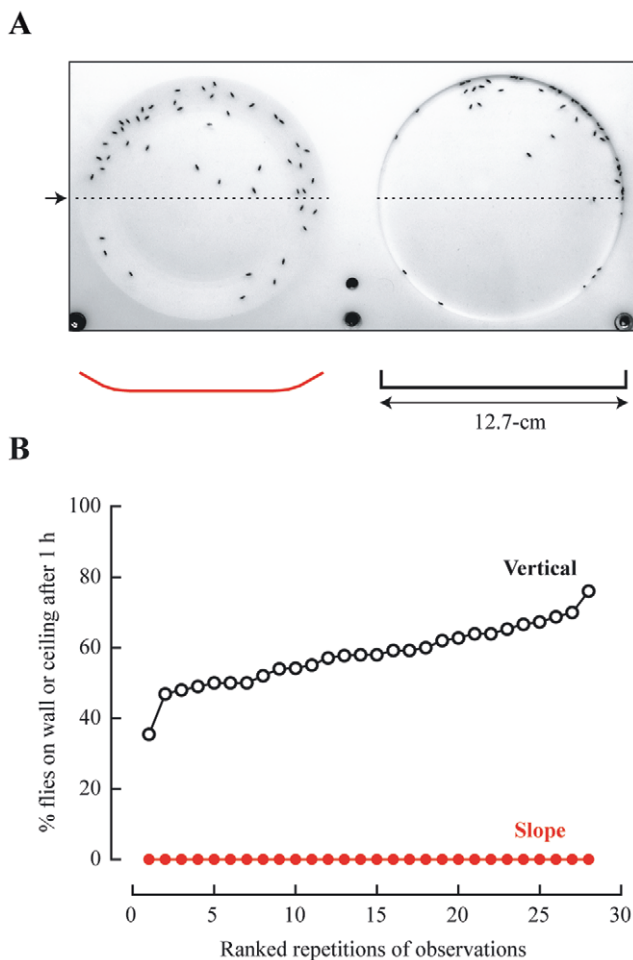 A
12.7-cm
B
% flies on wall or ceiling after 1 h
100
80
60
40
20
0
Vertical
Slope
0 5 10 15 20 25 30
Ranked repetitions of observations